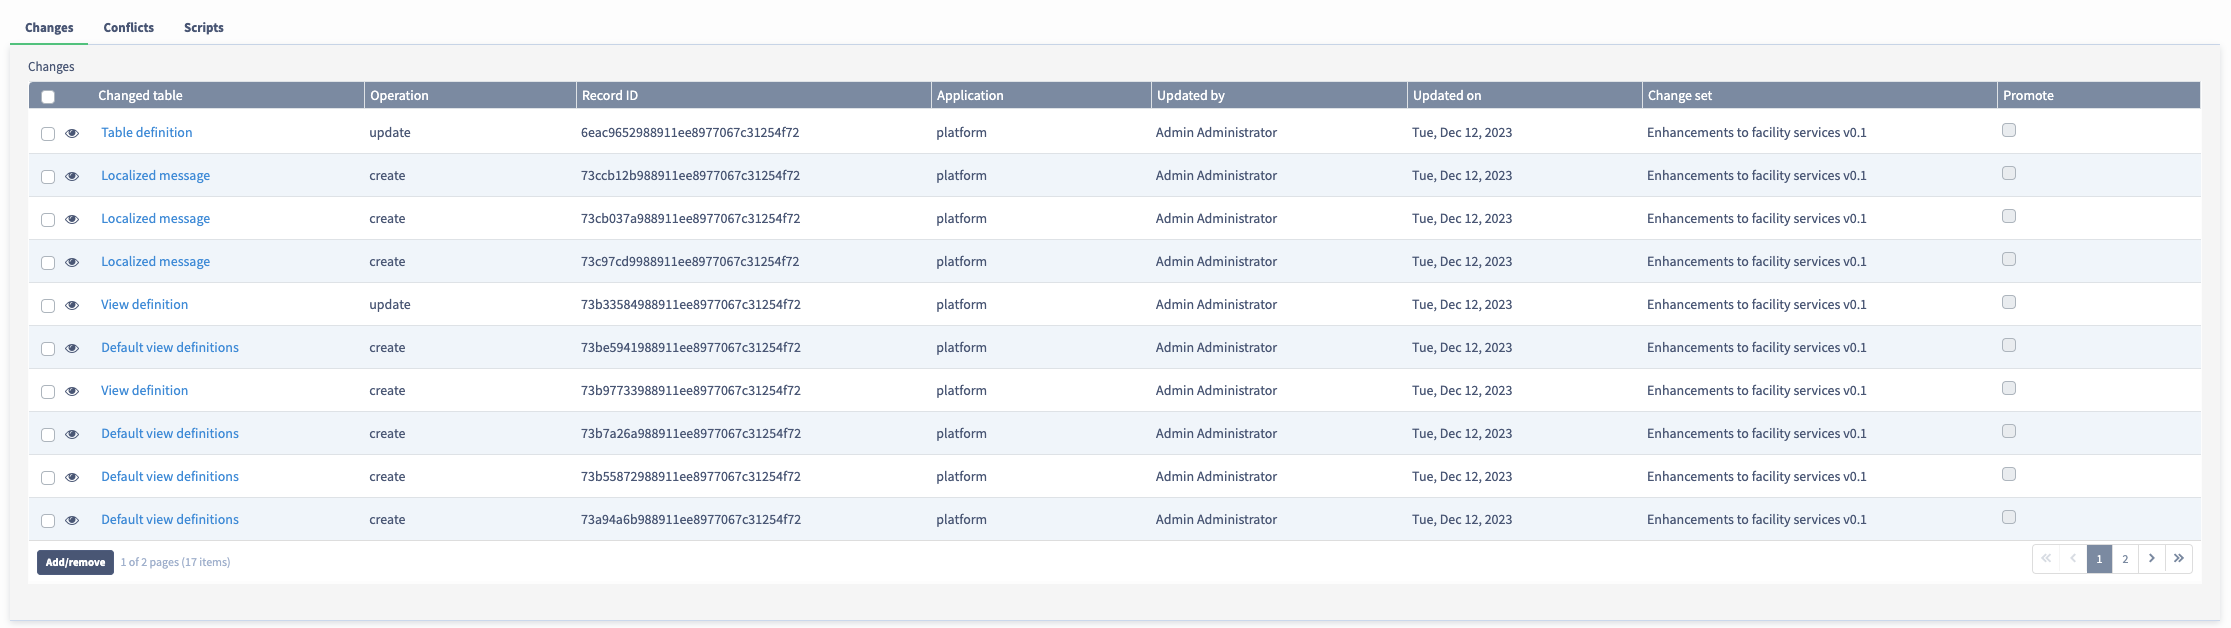 Changes Conflicts Scripts
Changes
Changed table Operation Record ID Application Updated by Updated on Change set Promote
Table definition update 6eac9652988911ee8977067c31254f72 platform Admin Administrator Tue, Dec 12, 2023 Enhancements to facility services v0.1
Localized message create 73ccb12b988911ee8977067c31254f72 platform Admin Administrator Tue, Dec 12, 2023 Enhancements to facility services v0.1
Localized message create 73cb037a988911ee8977067c31254f72 platform Admin Administrator Tue, Dec 12, 2023 Enhancements to facility services v0.1
Localized message create 73c97cd9988911ee8977067c31254f72 platform Admin Administrator Tue, Dec 12, 2023 Enhancements to facility services v0.1
View definition update 73b33584988911ee8977067c31254f72 platform Admin Administrator Tue, Dec 12, 2023 Enhancements to facility services v0.1
Default view definitions create 73be5941988911ee8977067c31254f72 platform Admin Administrator Tue, Dec 12, 2023 Enhancements to facility services v0.1
View definition create 73b97733988911ee8977067c31254f72 platform Admin Administrator Tue, Dec 12, 2023 Enhancements to facility services v0.1
Default view definitions create 73b7a26a988911ee8977067c31254f72 platform Admin Administrator Tue, Dec 12, 2023 Enhancements to facility services v0.1
Default view definitions create 73b55872988911ee8977067c31254f72 platform Admin Administrator Tue, Dec 12, 2023 Enhancements to facility services v0.1
Default view definitions create 73a94a6b988911ee8977067c31254f72 platform Admin Administrator Tue, Dec 12, 2023 Enhancements to facility services v0.1
Add/remove 1 of 2 pages (17 items) « ‹ 1 2 › »